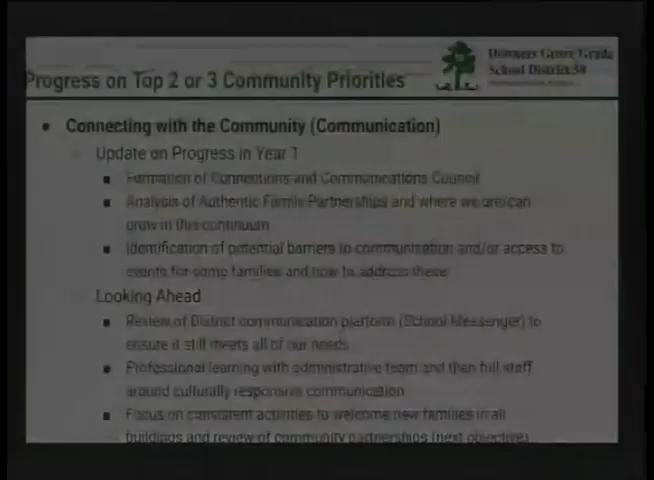 Downers Grove Grade
School District 58
Progress on Top 2 or 3 Community Priorities
Connecting with the Community (Communication)
Update on Progress in Year 1
Formation of Connections and Communications Council
Analysis of Authentic Family Partnerships and where we are/can
grow in this continuum
Identification of potential barriers to communication and/or access to
events for some families and how to address these
Looking Ahead
Review of District communication platform (School Messenger) to
ensure it still meets all of our needs
Professional learning with administrative team and then full staff
around culturally responsive communication
Focus on consistent activities to welcome new families in all
buildings and review of community partnerships (next objective)